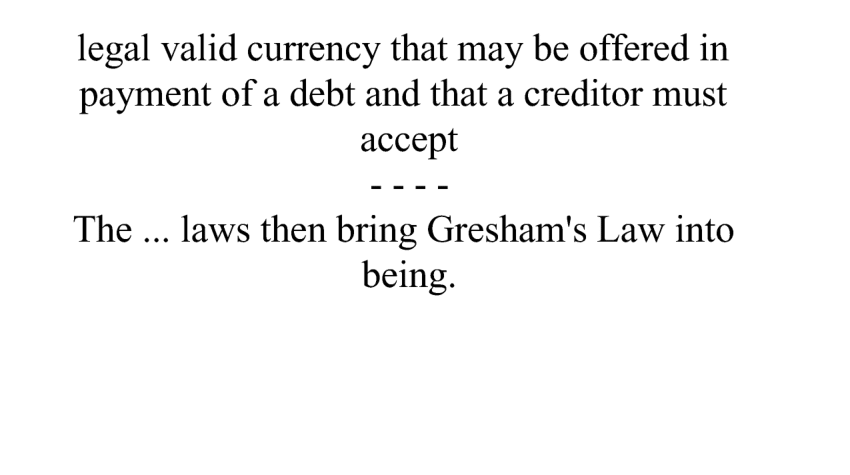 legal valid currency that may be offered in
payment of a debt and that a creditor must
accept
- - - -
The ... laws then bring Gresham's Law into
being.